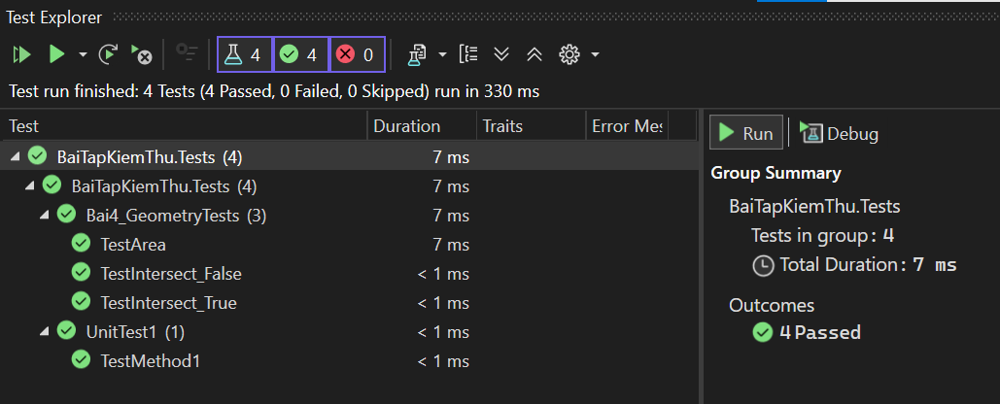 Test Explorer
4 4 0
Test run finished: 4 Tests (4 Passed, 0 Failed, 0 Skipped) run in 330 ms
Test Duration Traits Error Mes
BaiTapKiemThu.Tests (4) 7 ms
BaiTapKiemThu.Tests (4) 7 ms
Bai4_GeometryTests (3) 7 ms
TestArea 7 ms
TestIntersect_False < 1 ms
TestIntersect_True < 1 ms
UnitTest1 (1) < 1 ms
TestMethod1 < 1 ms
Run Debug
Group Summary
BaiTapKiemThu.Tests
Tests in group: 4
Total Duration: 7 ms
Outcomes
4 Passed